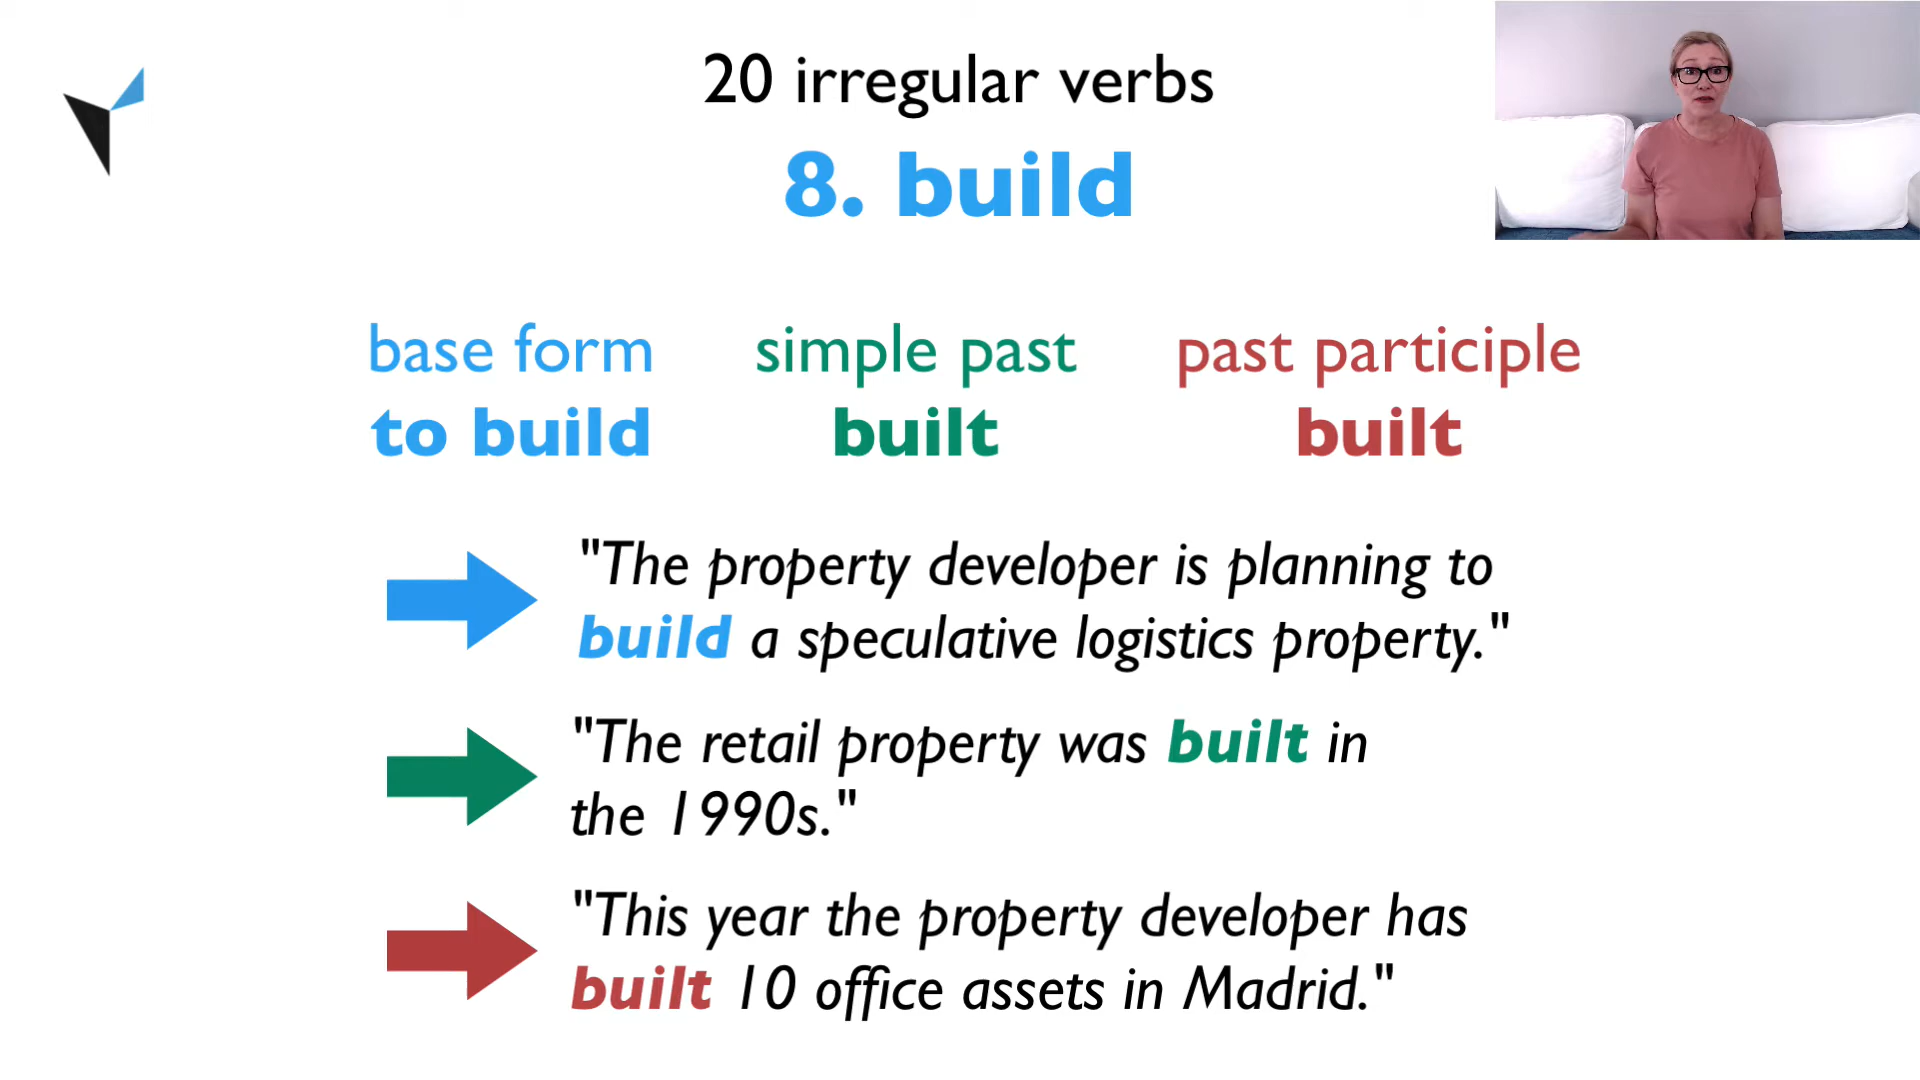 20 irregular verbs
8. build
base form simple past past participle
to build built built
"The property developer is planning to
build a speculative logistics property."
"The retail property was built in
the 1990s."
"This year the property developer has
built 10 office assets in Madrid."